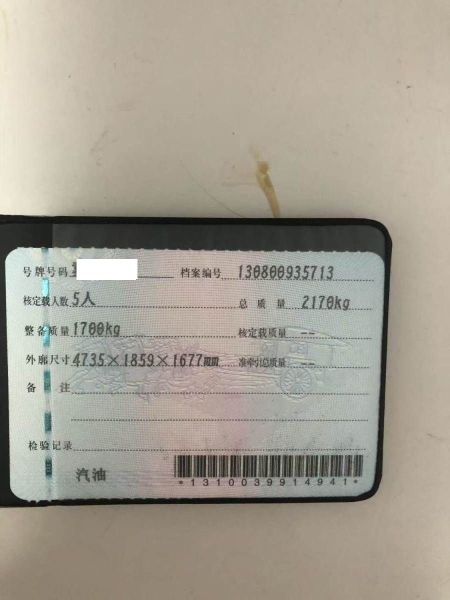 号牌号码 档案编号 130800935713
核定载人数 5人 总质量 2170kg
整备质量 1700kg 核定载质量 --
外廓尺寸 4735×1859×1677mm 准牵引总质量 --
备注
检验记录
汽油
*1310039914941*